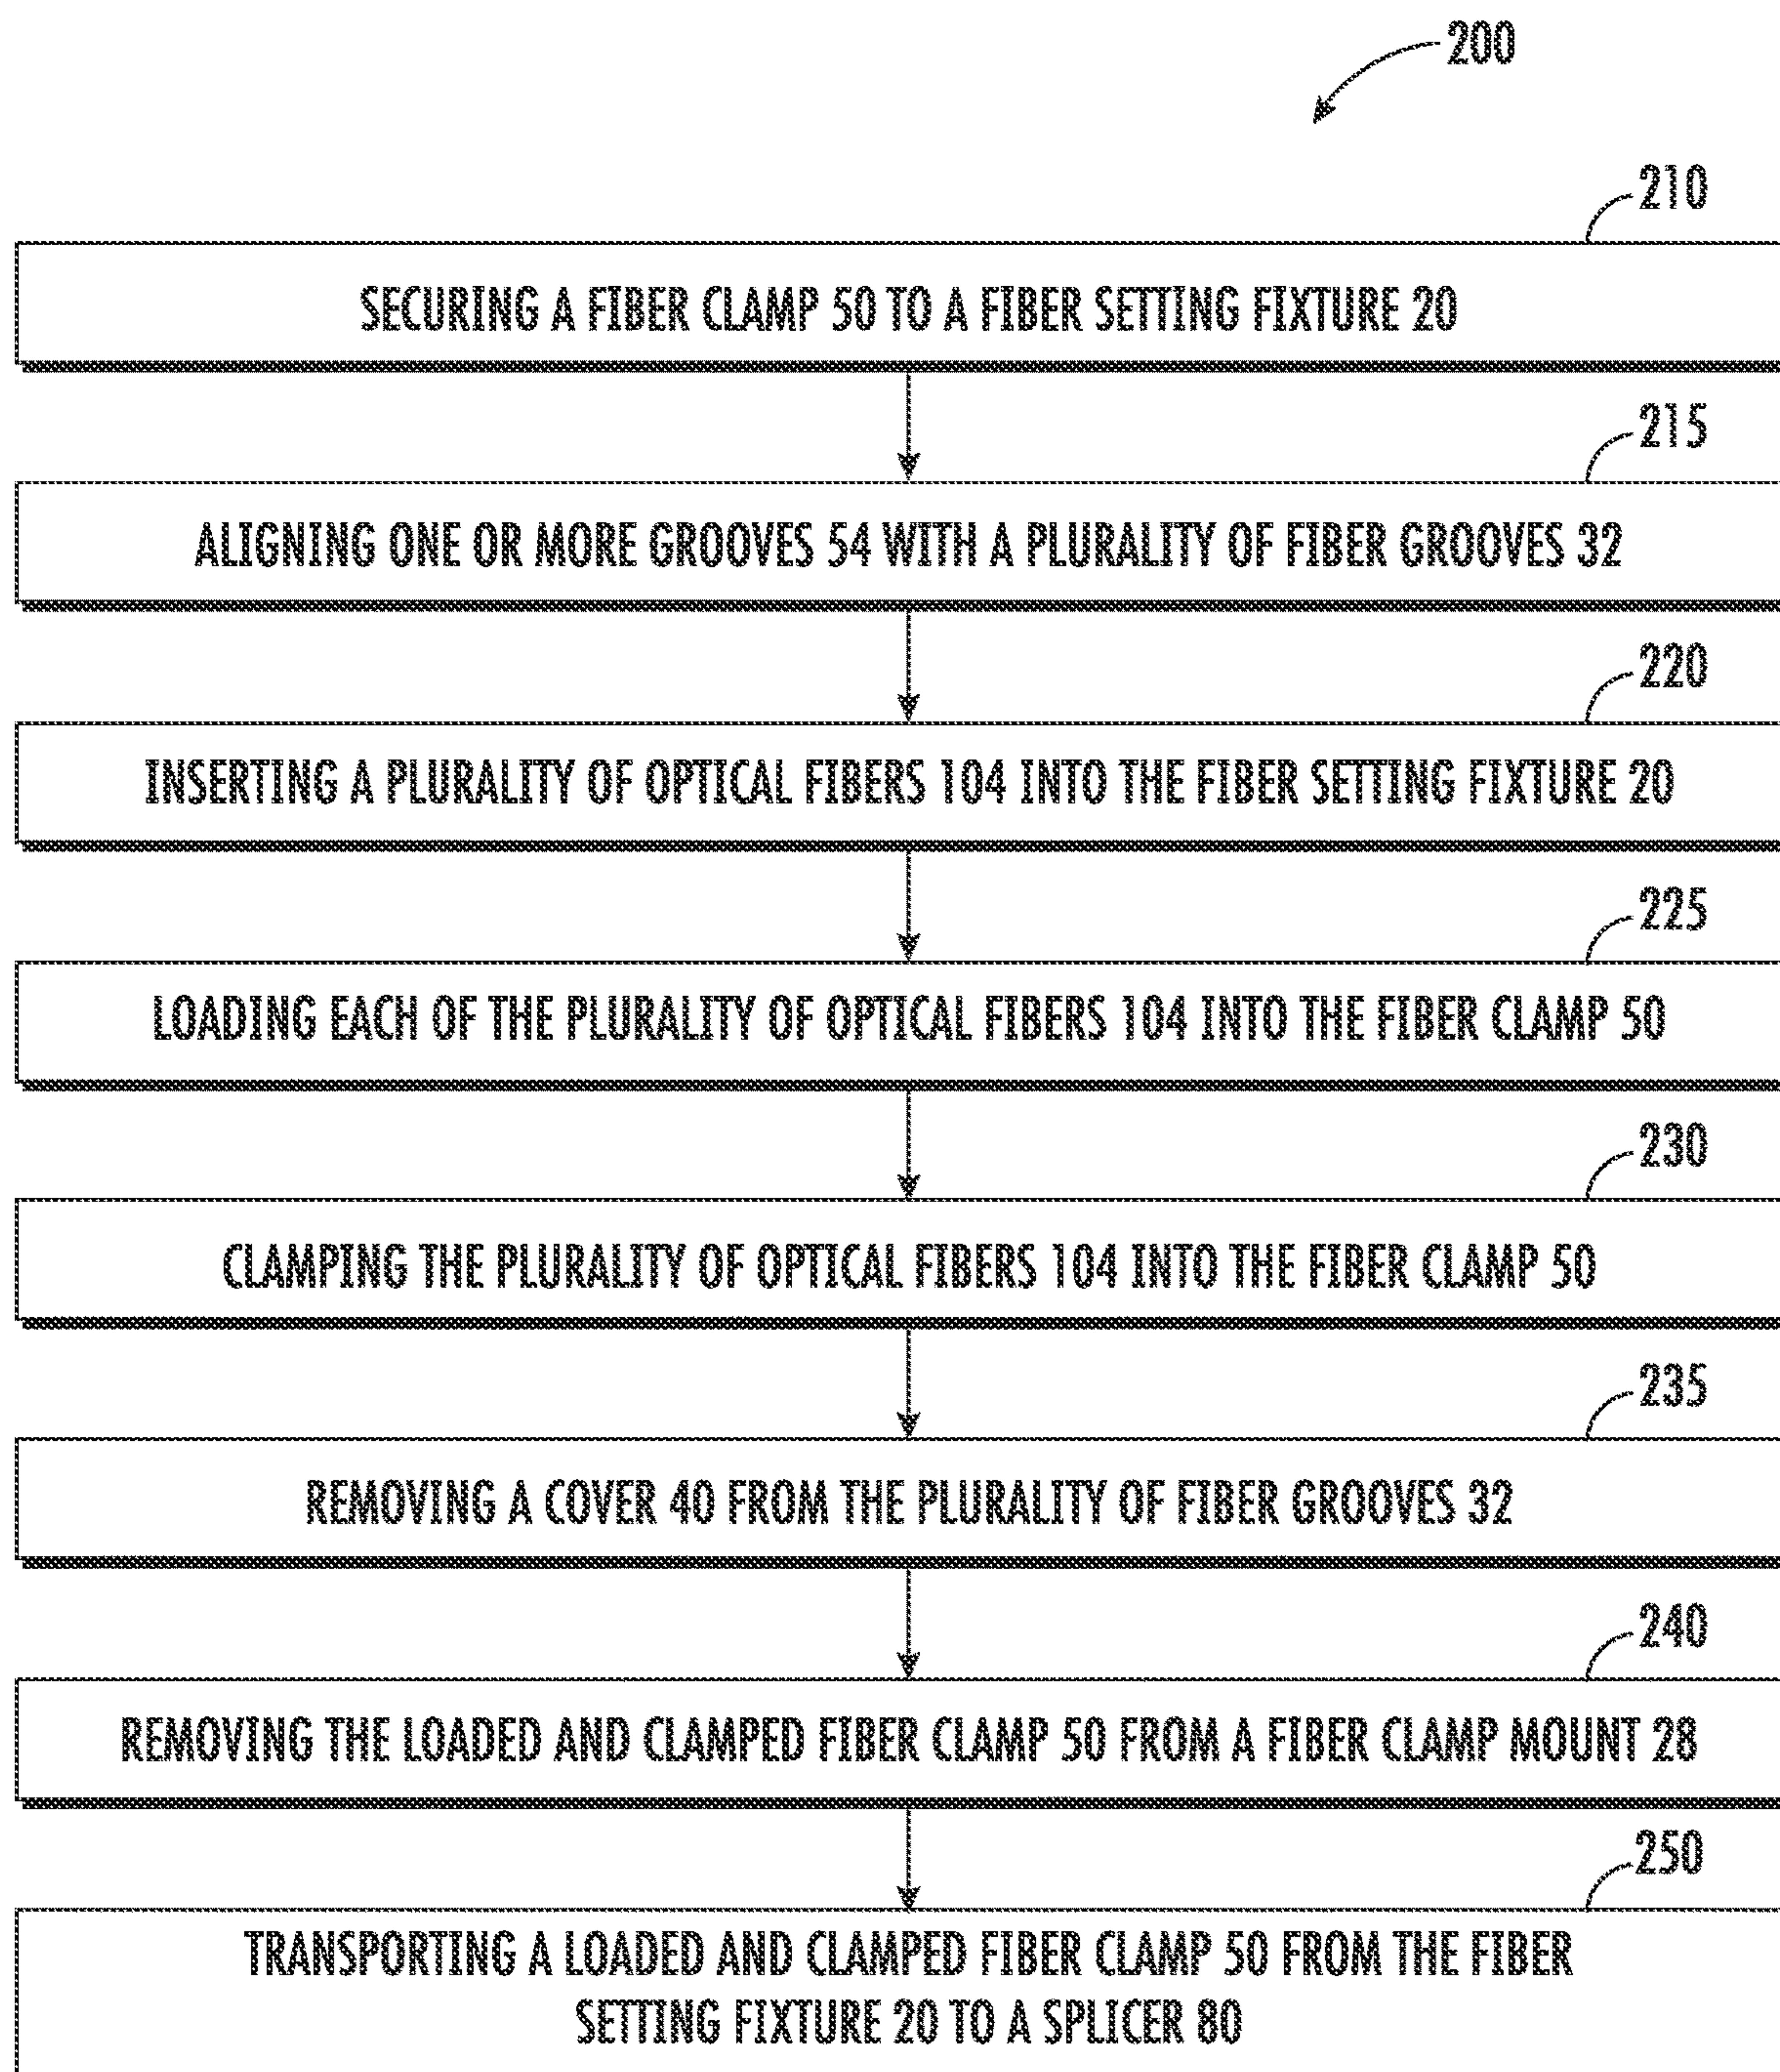 200
210
SECURING A FIBER CLAMP 50 TO A FIBER SETTING FIXTURE 20
215
ALIGNING ONE OR MORE GROOVES 54 WITH A PLURALITY OF FIBER GROOVES 32
220
INSERTING A PLURALITY OF OPTICAL FIBERS 104 INTO THE FIBER SETTING FIXTURE 20
225
LOADING EACH OF THE PLURALITY OF OPTICAL FIBERS 104 INTO THE FIBER CLAMP 50
230
CLAMPING THE PLURALITY OF OPTICAL FIBERS 104 INTO THE FIBER CLAMP 50
235
REMOVING A COVER 40 FROM THE PLURALITY OF FIBER GROOVES 32
240
REMOVING THE LOADED AND CLAMPED FIBER CLAMP 50 FROM A FIBER CLAMP MOUNT 28
250
TRANSPORTING A LOADED AND CLAMPED FIBER CLAMP 50 FROM THE FIBER
SETTING FIXTURE 20 TO A SPLICER 80